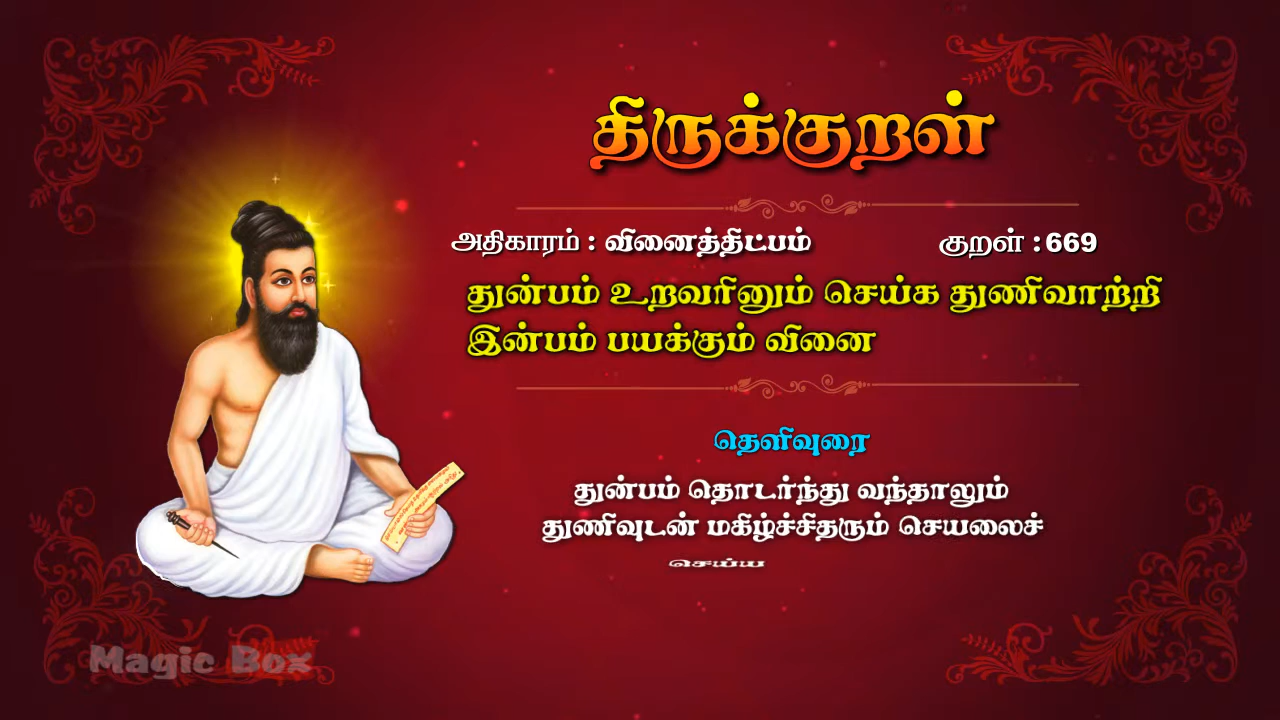 திருக்குறள்
அதிகாரம் : வினைத்திட்பம் குறள் : 669
துன்பம் உறவரினும் செய்க துணிவாற்றி
இன்பம் பயக்கும் வினை
தெளிவுரை
துன்பம் தொடர்ந்து வந்தாலும்
துணிவுடன் மகிழ்ச்சிதரும் செயலைச்
செய்ய
Magic Box